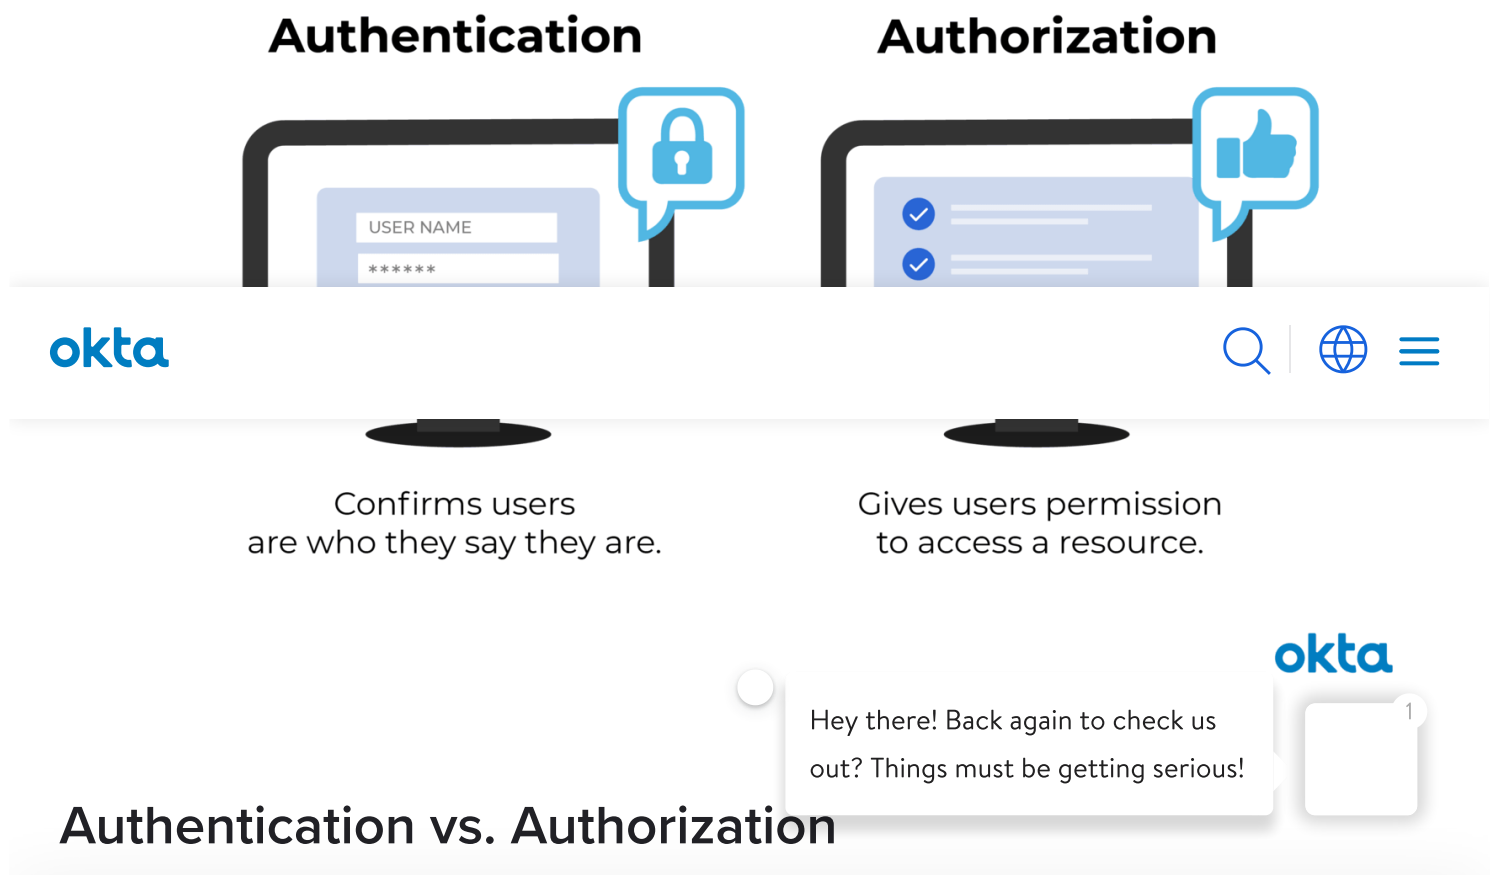 Authentication
Authorization
USER NAME
******
okta
Confirms users
are who they say they are.
Gives users permission
to access a resource.
okta
1
Hey there! Back again to check us
out? Things must be getting serious!
Authentication vs. Authorization